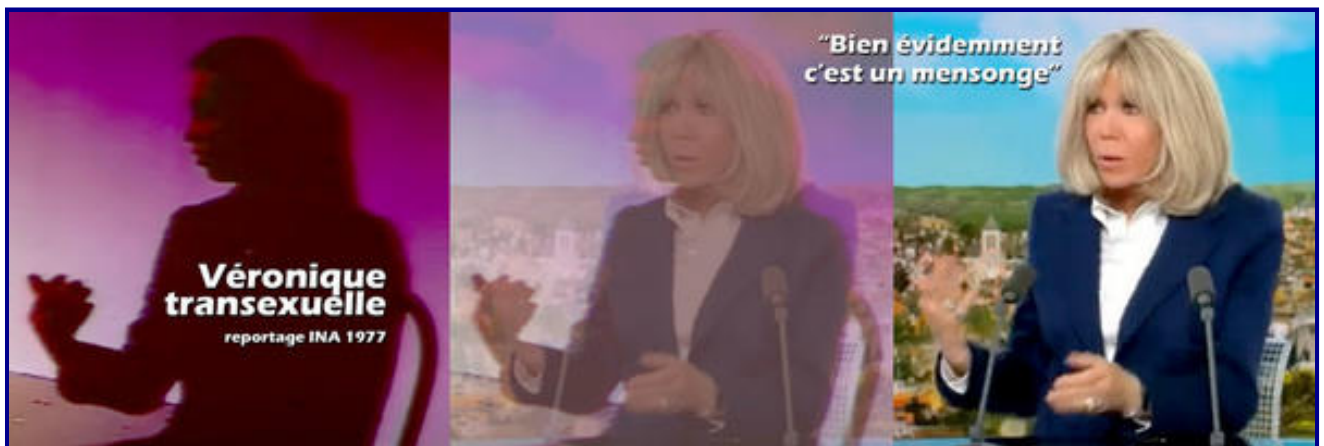 Véronique
transexuelle
reportage INA 1977
“Bien évidemment
c'est un mensonge”